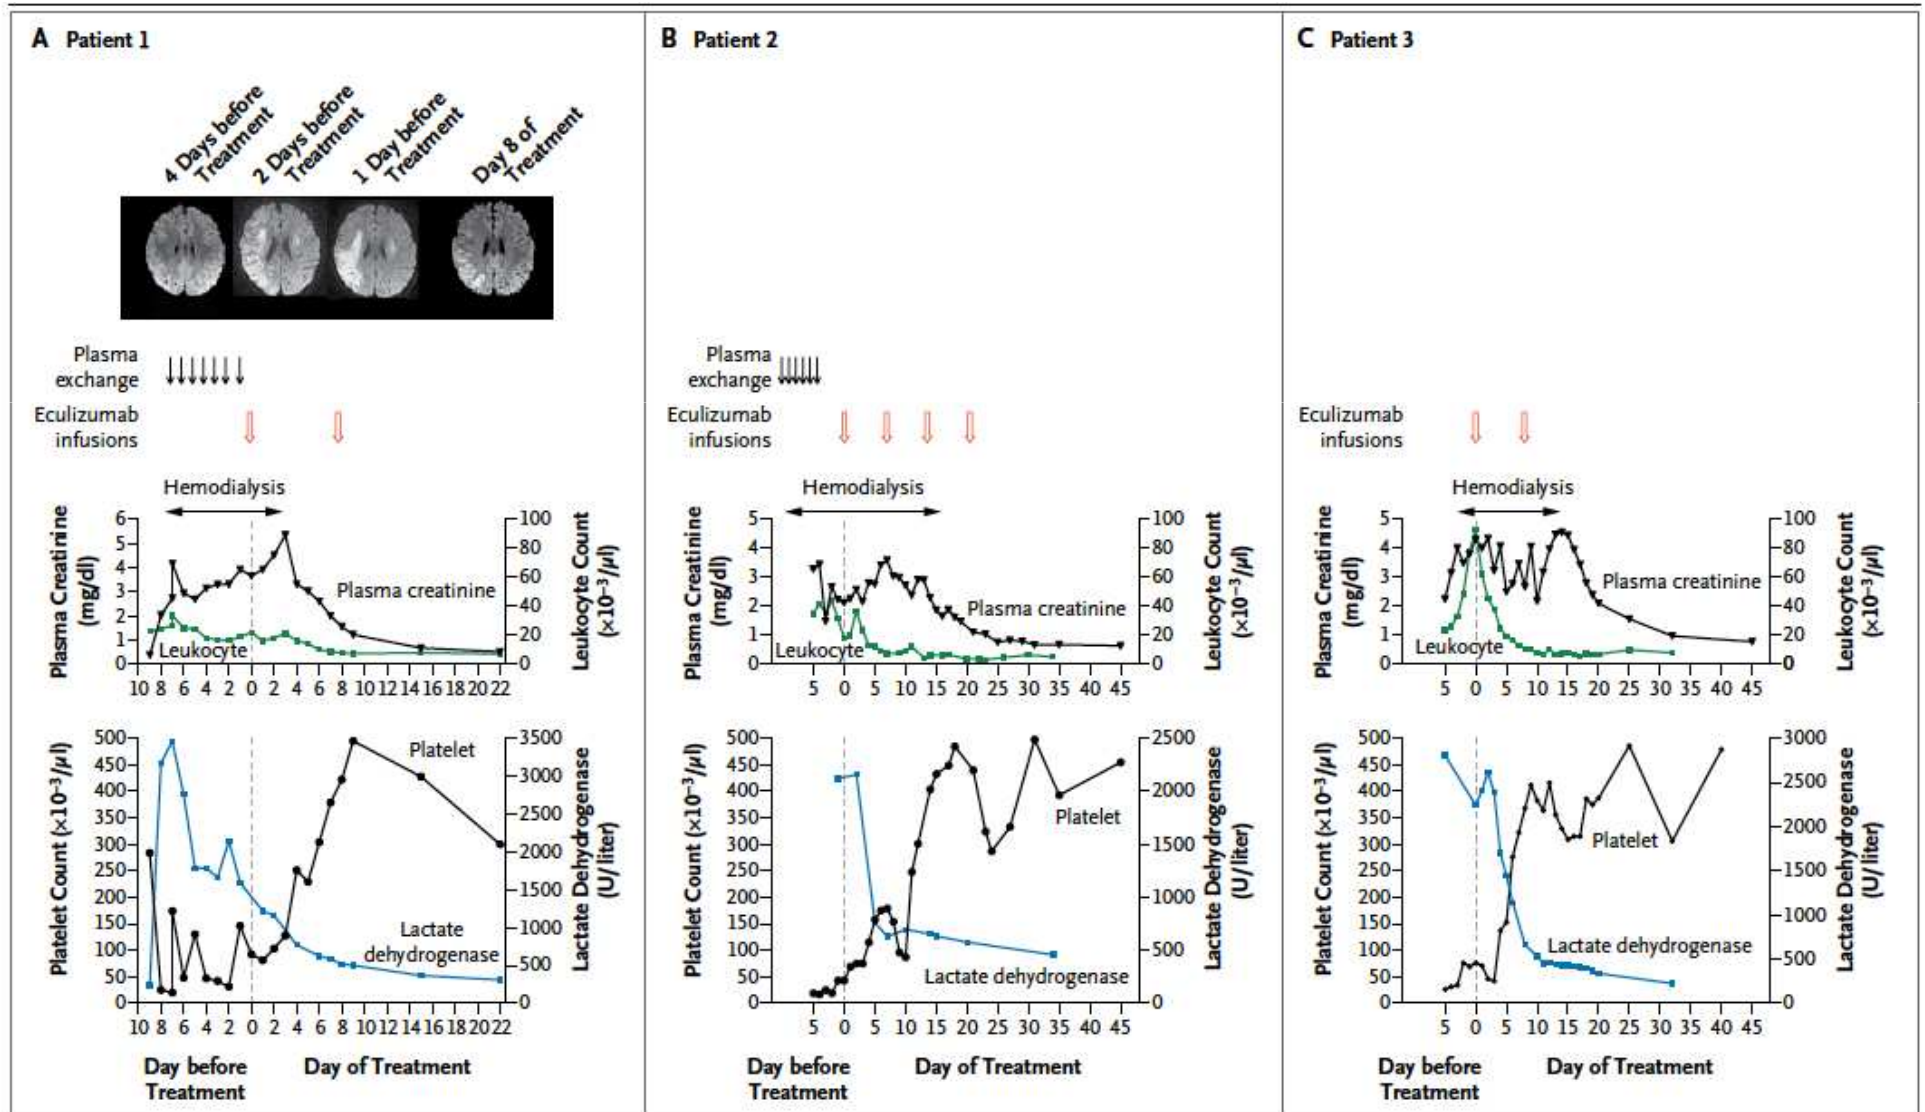 A Patient 1
4 Days before
Treatment
2 Days before
Treatment
1 Day before
Treatment
Day 8 of
Treatment
Plasma
exchange
Eculizumab
infusions
Hemodialysis
Plasma Creatinine
(mg/dl)
6
5
4
3
2
1
0
Plasma creatinine
Leukocyte
100
80
60
40
20
0
Leukocyte Count
(×10⁻³/µl)
10 8 6 4 2 0 2 4 6 8 10 12 14 16 18 20 22
Platelet Count (×10⁻³/µl)
500
450
400
350
300
250
200
150
100
50
0
Platelet
Lactate
dehydrogenase
3500
3000
2500
2000
1500
1000
500
0
Lactate Dehydrogenase
(U/liter)
10 8 6 4 2 0 2 4 6 8 10 12 14 16 18 20 22
Day before
Treatment
Day of Treatment
B Patient 2
Plasma
exchange
Eculizumab
infusions
Hemodialysis
Plasma Creatinine
(mg/dl)
5
4
3
2
1
0
Plasma creatinine
Leukocyte
100
80
60
40
20
0
Leukocyte Count
(×10⁻³/µl)
5 0 5 10 15 20 25 30 35 40 45
Platelet Count (×10⁻³/µl)
500
450
400
350
300
250
200
150
100
50
0
Platelet
Lactate dehydrogenase
2500
2000
1500
1000
500
0
Lactate Dehydrogenase
(U/liter)
5 0 5 10 15 20 25 30 35 40 45
Day before
Treatment
Day of Treatment
C Patient 3
Eculizumab
infusions
Hemodialysis
Plasma Creatinine
(mg/dl)
5
4
3
2
1
0
Plasma creatinine
Leukocyte
100
80
60
40
20
0
Leukocyte Count
(×10⁻³/µl)
5 0 5 10 15 20 25 30 35 40 45
Platelet Count (×10⁻³/µl)
500
450
400
350
300
250
200
150
100
50
0
Platelet
Lactate dehydrogenase
3000
2500
2000
1500
1000
500
0
Lactate Dehydrogenase
(U/liter)
5 0 5 10 15 20 25 30 35 40 45
Day before
Treatment
Day of Treatment